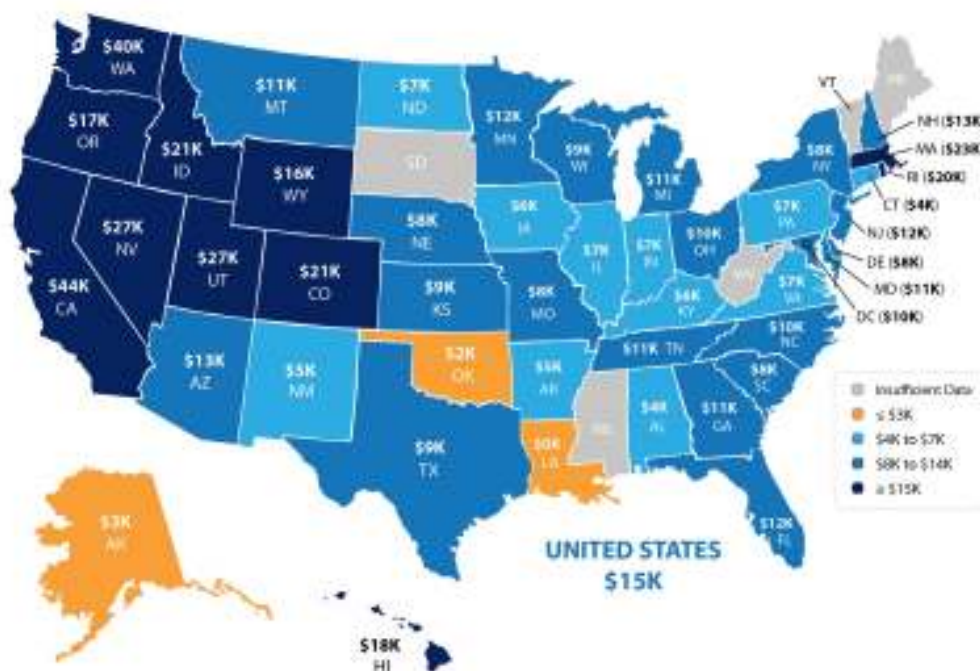 $40K
WA
$11K
MT
$7K
ND
$12K
MN
VT
NH ($13K)
$17K
OR
$21K
ID
$16K
WY
SD
$9K
WI
$11K
MI
$8K
NY
MA ($23K)
RI ($20K)
CT ($4K)
$27K
NV
$27K
UT
$21K
CO
$8K
NE
$7K
IL
$7K
IN
$10K
OH
$7K
PA
NJ ($12K)
DE ($8K)
MD ($11K)
DC ($10K)
$44K
CA
$9K
KS
$8K
MO
KY
$7K
$13K
AZ
$5K
NM
$2K
OK
$5K
AR
$11K TN
$10K
NC
$8K
SC
$9K
TX
$0K
LA
$4K
AL
$11K
GA
$12K
FL
Insufficient Data
≤ $3K
$4K to $7K
$8K to $14K
≥ $15K
$3K
AK
$18K
HI
UNITED STATES
$15K